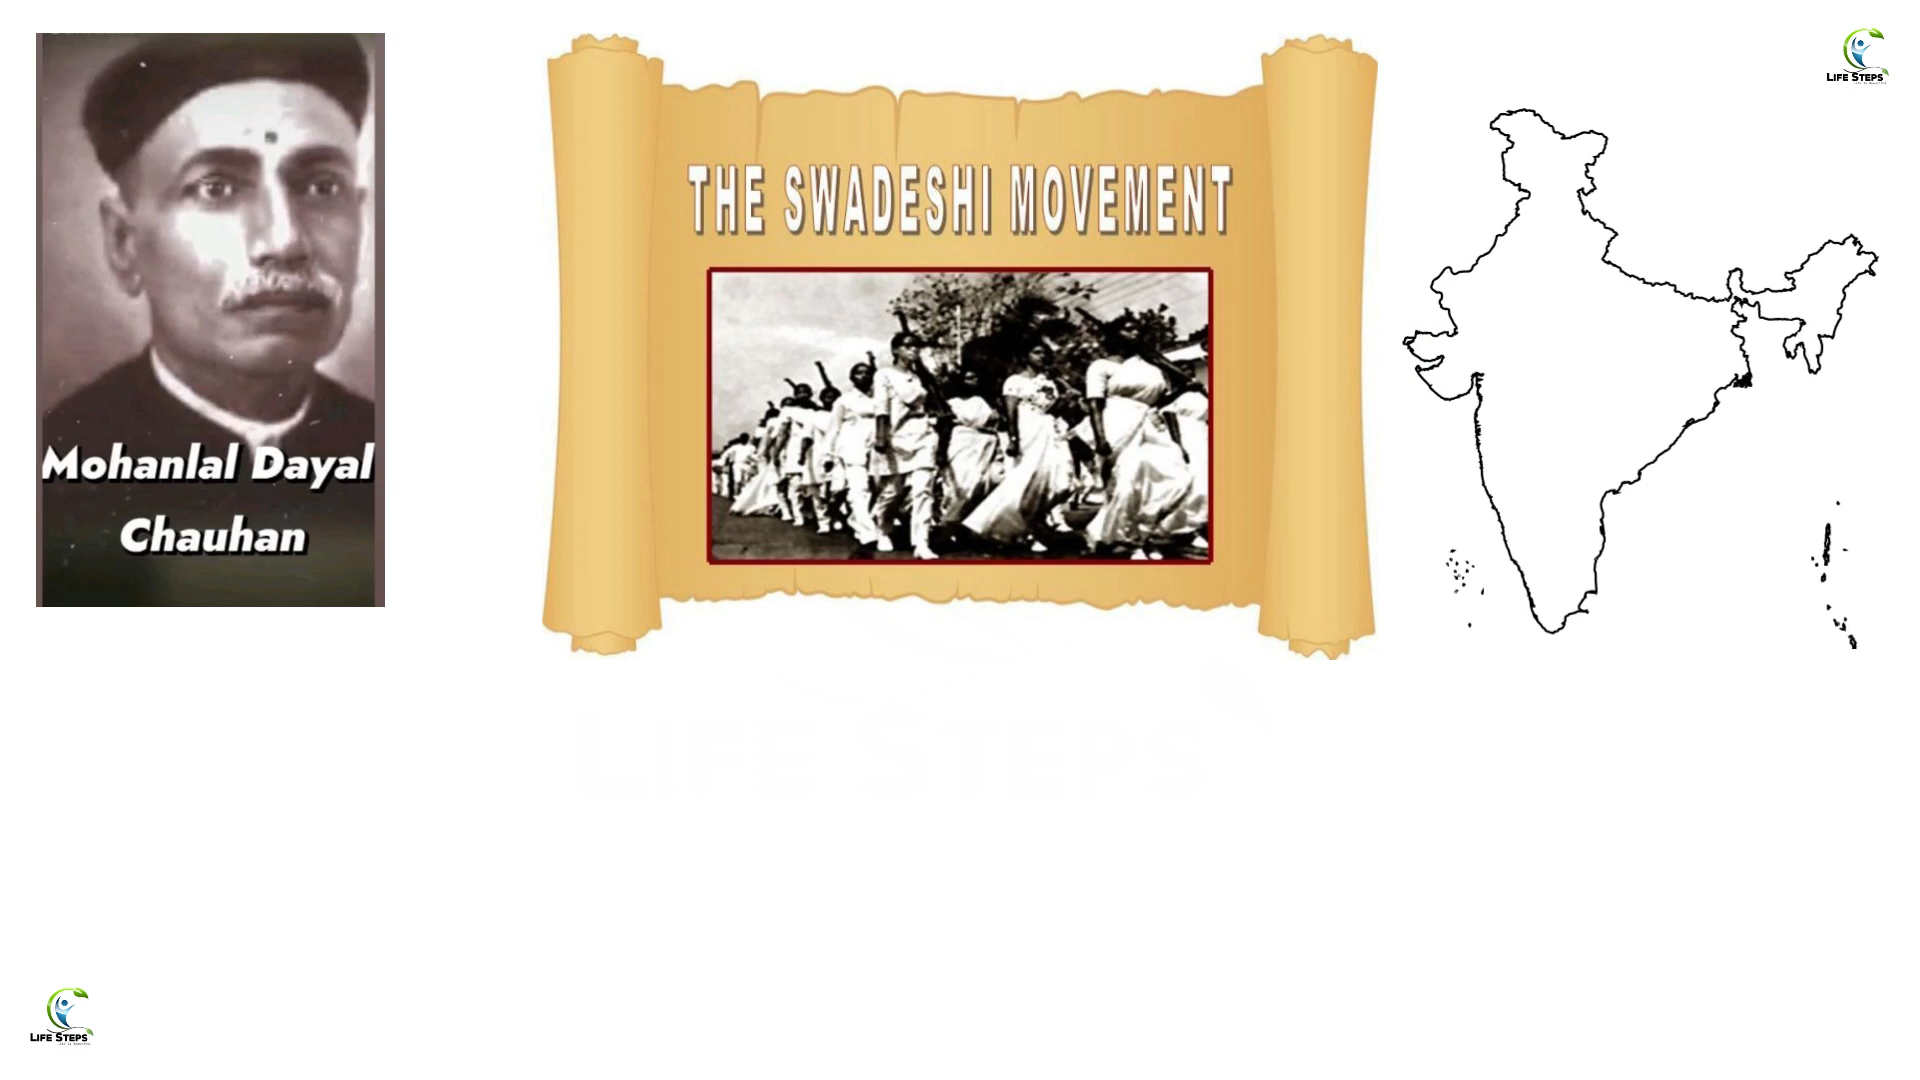 Mohanlal Dayal
Chauhan
THE SWADESHI MOVEMENT
LIFE STEPS
LIFE STEPS
LIFE STEPS